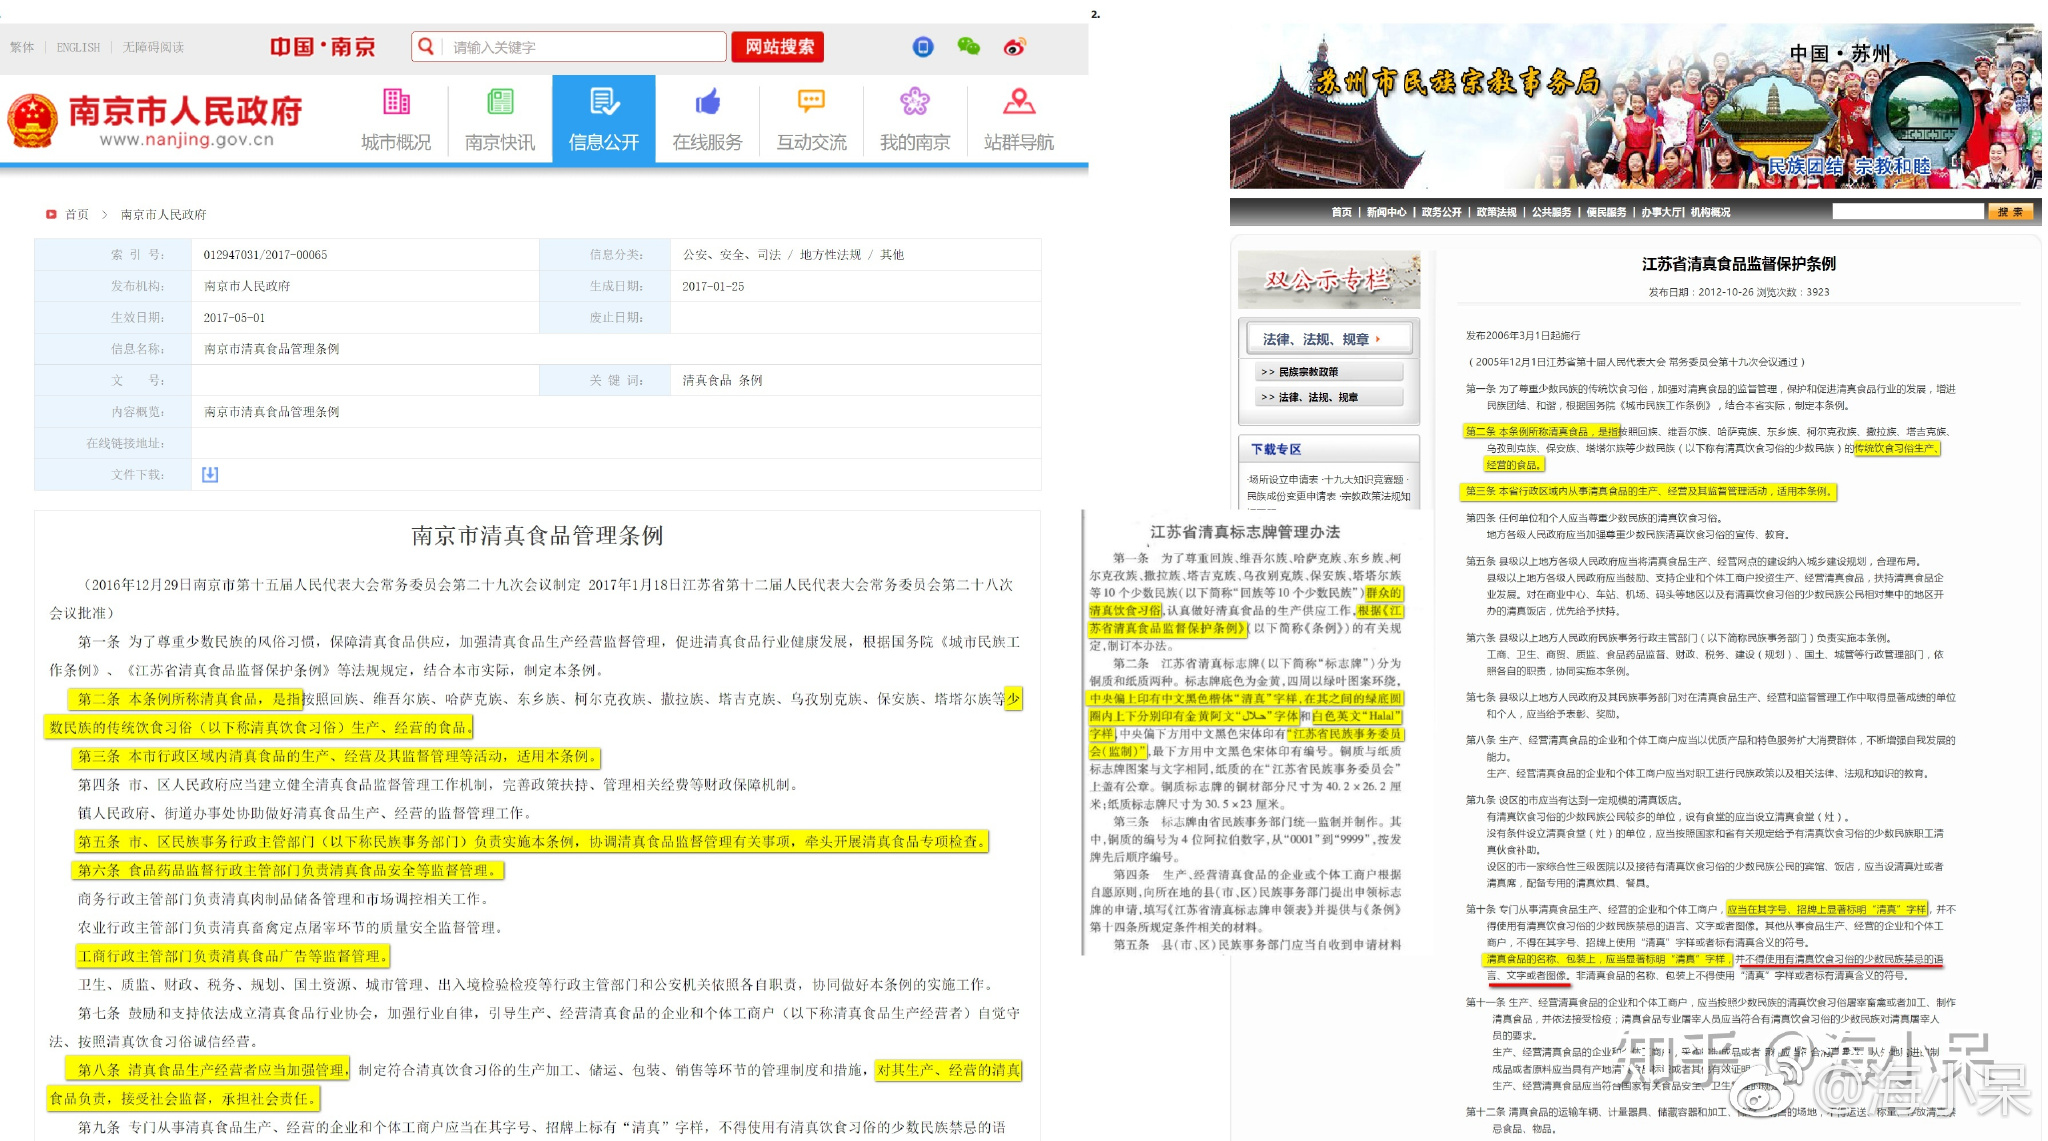 2.
繁体 | ENGLISH | 无障碍阅读
中国·南京
请输入关键字
网站搜索
南京市人民政府
www.nanjing.gov.cn
城市概况
南京快讯
信息公开
在线服务
互动交流
我的南京
站群导航
首页 > 南京市人民政府
索 引 号: 012947031/2017-00065 信息分类: 公安、安全、司法 / 地方性法规 / 其他
发布机构: 南京市人民政府 生成日期: 2017-01-25
生效日期: 2017-05-01 废止日期:
信息名称: 南京市清真食品管理条例
文 号: 关 键 词: 清真食品 条例
内容概览: 南京市清真食品管理条例
在线链接地址:
文件下载:
南京市清真食品管理条例
（2016年12月29日南京市第十五届人民代表大会常务委员会第二十九次会议制定 2017年1月18日江苏省第十二届人民代表大会常务委员会第二十八次
会议批准）
第一条 为了尊重少数民族的风俗习惯，保障清真食品供应，加强清真食品生产经营监督管理，促进清真食品行业健康发展，根据国务院《城市民族工
作条例》、《江苏省清真食品监督保护条例》等法规规定，结合本市实际，制定本条例。
第二条 本条例所称清真食品，是指按照回族、维吾尔族、哈萨克族、东乡族、柯尔克孜族、撒拉族、塔吉克族、乌孜别克族、保安族、塔塔尔族等少
数民族的传统饮食习俗（以下称清真饮食习俗）生产、经营的食品。
第三条 本市行政区域内清真食品的生产、经营及其监督管理等活动，适用本条例。
第四条 市、区人民政府应当建立健全清真食品监督管理工作机制，完善政策扶持、管理相关经费等财政保障机制。
镇人民政府、街道办事处协助做好清真食品生产、经营的监督管理工作。
第五条 市、区民族事务行政主管部门（以下称民族事务部门）负责实施本条例，协调清真食品监督管理有关事项，牵头开展清真食品专项检查。
第六条 食品药品监督行政主管部门负责清真食品安全等监督管理。
商务行政主管部门负责清真肉制品储备管理和市场调控相关工作。
农业行政主管部门负责清真畜禽定点屠宰环节的质量安全监督管理。
工商行政主管部门负责清真食品广告等监督管理。
卫生、质监、财政、税务、规划、国土资源、城市管理、出入境检验检疫等行政主管部门和公安机关依照各自职责，协同做好本条例的实施工作。
第七条 鼓励和支持依法成立清真食品行业协会，加强行业自律，引导生产、经营清真食品的企业和个体工商户（以下称清真食品生产经营者）自觉守
法、按照清真饮食习俗诚信经营。
第八条 清真食品生产经营者应当加强管理，制定符合清真饮食习俗的生产加工、储运、包装、销售等环节的管理制度和措施，对其生产、经营的清真
食品负责，接受社会监督，承担社会责任。
第九条 专门从事清真食品生产、经营的企业和个体工商户应当在其字号、招牌上标有“清真”字样，不得使用有清真饮食习俗的少数民族禁忌的语
苏州市民族宗教事务局
中国·苏州
民族团结 宗教和睦
首页 | 新闻中心 | 政务公开 | 政策法规 | 公共服务 | 便民服务 | 办事大厅| 机构概况
搜 索
双公示专栏
法律、法规、规章
>> 民族宗教政策
>> 法律、法规、规章
下载专区
·场所设立申请表 ·十九大知识竞赛题 ·
民族成份变更申请表 ·宗教政策法规知
江苏省清真食品监督保护条例
发布日期：2012-10-26 浏览次数：3923
发布2006年3月1日起施行
（2005年12月1日江苏省第十届人民代表大会 常务委员会第十九次会议通过）
第一条 为了尊重少数民族的传统饮食习俗，加强对清真食品的监督管理，保护和促进清真食品行业的发展，增进
民族团结、和谐，根据国务院《城市民族工作条例》，结合本省实际，制定本条例。
第二条 本条例所称清真食品，是指按照回族、维吾尔族、哈萨克族、东乡族、柯尔克孜族、撒拉族、塔吉克族、
乌孜别克族、保安族、塔塔尔族等少数民族（以下称有清真饮食习俗的少数民族）的传统饮食习俗生产、
经营的食品。
第三条 本省行政区域内从事清真食品的生产、经营及其监督管理活动，适用本条例。
第四条 任何单位和个人应当尊重少数民族的清真饮食习俗。
地方各级人民政府应当加强尊重少数民族清真饮食习俗的宣传、教育。
第五条 县级以上地方各级人民政府应当将清真食品生产、经营网点的建设纳入城乡建设规划，合理布局。
县级以上地方各级人民政府应当鼓励、支持企业和个体工商户投资生产、经营清真食品，扶持清真食品企
业发展。对在商业中心、车站、机场、码头等地区以及有清真饮食习俗的少数民族公民相对集中的地区开
办的清真饭店，优先给予扶持。
第六条 县级以上地方人民政府民族事务行政主管部门（以下简称民族事务部门）负责实施本条例。
工商、卫生、商贸、质监、食品药品监督、财政、税务、建设（规划）、国土、城管等行政管理部门，依
照各自的职责，协同实施本条例。
第七条 县级以上地方人民政府及其民族事务部门对在清真食品生产、经营和监督管理工作中取得显著成绩的单位
和个人，应当给予表彰、奖励。
第八条 生产、经营清真食品的企业和个体工商户应当以优质产品和特色服务扩大消费群体，不断增强自我发展的
能力。
生产、经营清真食品的企业和个体工商户应当对职工进行民族政策以及相关法律、法规和知识的教育。
第九条 设区的市应当有达到一定规模的清真饭店。
有清真饮食习俗的少数民族公民较多的单位，设有食堂的应当设立清真食堂（灶）。
没有条件设立清真食堂（灶）的单位，应当按照国家和省有关规定给予有清真饮食习俗的少数民族职工清
真伙食补助。
设区的市一家综合性三级医院以及接待有清真饮食习俗的少数民族公民的宾馆、饭店，应当设清真灶或者
清真席，配备专用的清真炊具、餐具。
第十条 专门从事清真食品生产、经营的企业和个体工商户，应当在其字号、招牌上显著标明“清真”字样，并不
得使用有清真饮食习俗的少数民族禁忌的语言、文字或者图像。其他从事食品生产、经营的企业和个体工
商户，不得在其字号、招牌上使用“清真”字样或者标有清真含义的符号。
清真食品的名称、包装上，应当显著标明“清真”字样，并不得使用有清真饮食习俗的少数民族禁忌的语
言、文字或者图像。非清真食品的名称、包装上不得使用“清真”字样或者标有清真含义的符号。
第十一条 生产、经营清真食品的企业和个体工商户，应当按照少数民族的清真饮食习俗屠宰畜禽或者加工、制作
清真食品，并依法接受检疫；清真食品专业屠宰人员应当符合有清真饮食习俗的少数民族对清真屠宰人
员的要求。
生产、经营清真食品的企业和个体工商户，采
成品或者原料应当具有产地清
生产、经营清真食品应当符合国家有关食品安全、卫生
第十二条 清真食品的运输车辆、计量器具、储藏容器和加工、
忌食品、物品。
江苏省清真标志牌管理办法
第一条 为了尊重回族、维吾尔族、哈萨克族、东乡族、柯
尔克孜族、撒拉族、塔吉克族、乌孜别克族、保安族、塔塔尔族
等10个少数民族(以下简称“回族等10个少数民族”)群众的
清真饮食习俗,认真做好清真食品的生产供应工作,根据《江
苏省清真食品监督保护条例》(以下简称《条例》)的有关规
定,制订本办法。
第二条 江苏省清真标志牌(以下简称“标志牌”)分为
铜质和纸质两种。标志牌底色为金黄,四周以绿叶图案环绕。
中央偏上印有中文黑色楷体“清真”字样,在其之间的绿底圆
圈内上下分别印有金黄阿文“حلال”字体和白色英文“Halal”
字样,中央偏下方用中文黑色宋体印有“江苏省民族事务委员
会(监制)”,最下方用中文黑色宋体印有编号。铜质与纸质
标志牌图案与文字相同,纸质的在“江苏省民族事务委员会”
上盖有公章。铜质标志牌的铜材部分尺寸为40.2×26.2厘
米;纸质标志牌尺寸为30.5×23厘米。
第三条 标志牌由省民族事务部门统一监制并制作。其
中,铜质的编号为4位阿拉伯数字,从“0001”到“9999”,按发
牌先后顺序编号。
第四条 生产、经营清真食品的企业或个体工商户根据
自愿原则,向所在地的县(市、区)民族事务部门提出申领标志
牌的申请,填写《江苏省清真标志牌申领表》并提供与《条例》
第十四条所规定条件相关的材料。
第五条 县(市、区)民族事务部门应当自收到申请材料
知乎 @海小呆
@海小呆